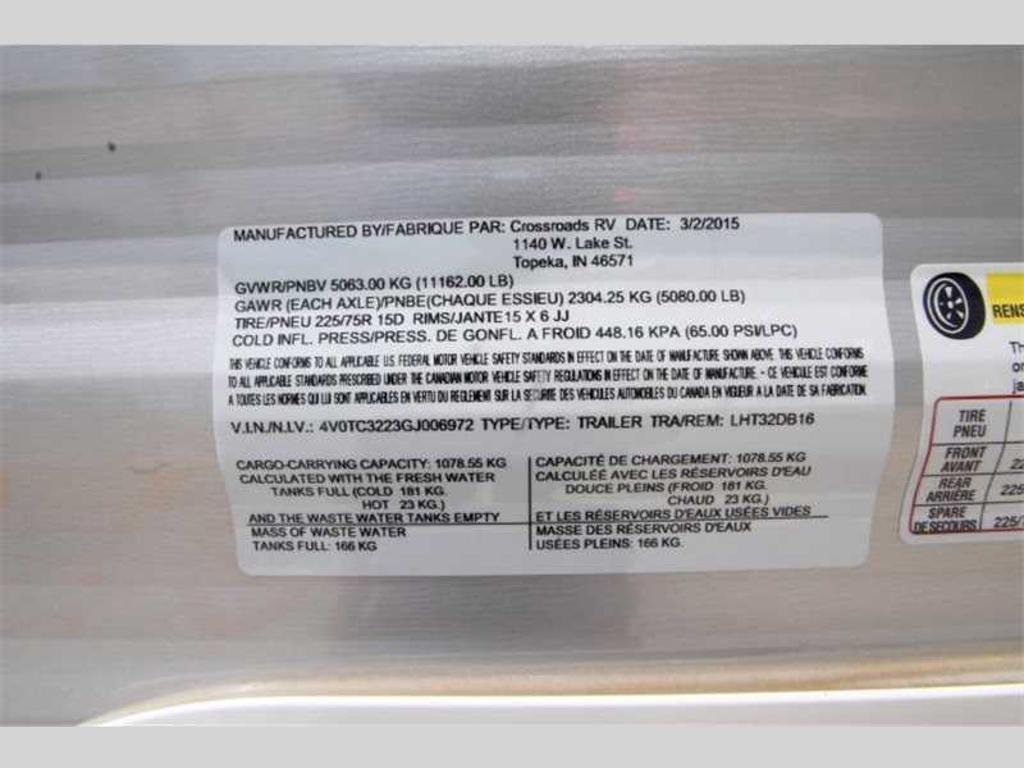 MANUFACTURED BY/FABRIQUE PAR: Crossroads RV DATE: 3/2/2015
1140 W. Lake St.
Topeka, IN 46571
GVWR/PNBV 5063.00 KG (11162.00 LB)
GAWR (EACH AXLE)/PNBE(CHAQUE ESSIEU) 2304.25 KG (5080.00 LB)
TIRE/PNEU 225/75R 15D RIMS/JANTE15 X 6 JJ
COLD INFL. PRESS/PRESS. DE GONFL. A FROID 448.16 KPA (65.00 PSI/LPC)
THIS VEHICLE CONFORMS TO ALL APPLICABLE U.S. FEDERAL MOTOR VEHICLE SAFETY STANDARDS IN EFFECT ON THE DATE OF MANUFACTURE SHOWN ABOVE. THIS VEHICLE CONFORMS
TO ALL APPLICABLE STANDARDS PRESCRIBED UNDER THE CANADIAN MOTOR VEHICLE SAFETY REGULATIONS IN EFFECT ON THE DATE OF MANUFACTURE. - CE VEHICULE EST CONFORME
A TOUTES LES NORMES QUI LUI SONT APPLICABLES EN VERTU DU REGLEMENT SUR LA SECURITE DES VEHICULES AUTOMOBILES DU CANADA EN VIGUEUR A LA DATE DE SA FABRICATION.
V.I.N./N.I.V.: 4V0TC3223GJ006972 TYPE/TYPE: TRAILER TRA/REM: LHT32DB16
CARGO-CARRYING CAPACITY: 1078.55 KG
CALCULATED WITH THE FRESH WATER
TANKS FULL (COLD 181 KG.
HOT 23 KG.)
AND THE WASTE WATER TANKS EMPTY
MASS OF WASTE WATER
TANKS FULL: 166 KG
CAPACITÉ DE CHARGEMENT: 1078.55 KG
CALCULÉE AVEC LES RÉSERVOIRS D'EAU
DOUCE PLEINS (FROID 181 KG.
CHAUD 23 KG.)
ET LES RÉSERVOIRS D'EAUX USÉES VIDES
MASSE DES RÉSERVOIRS D'EAUX
USÉES PLEINS: 166 KG.
RENS
Th
on
ja
TIRE
PNEU
FRONT
AVANT
22
REAR
ARRIÈRE
225
SPARE
DE SECOURS
225/